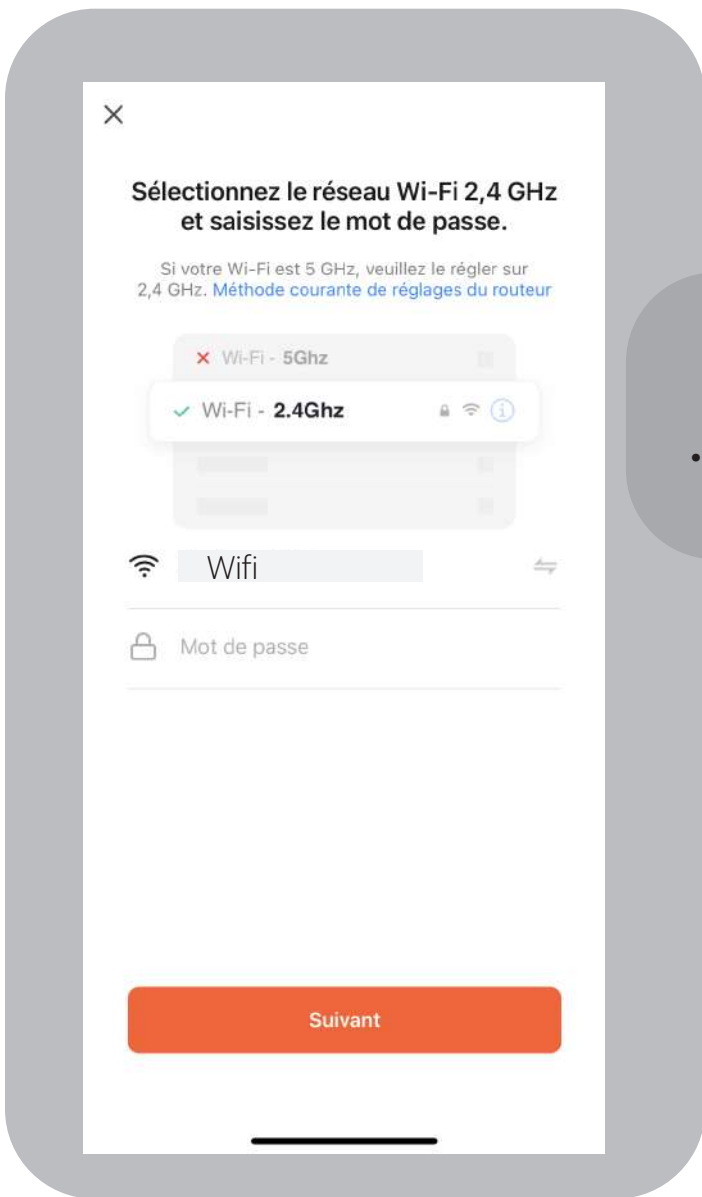 Sélectionnez le réseau Wi-Fi 2,4 GHz
et saisissez le mot de passe.
Si votre Wi-Fi est 5 GHz, veuillez le régler sur
2,4 GHz. Méthode courante de réglages du routeur
Wi-Fi - 5Ghz
Wi-Fi - 2.4Ghz
Wifi
Mot de passe
Suivant